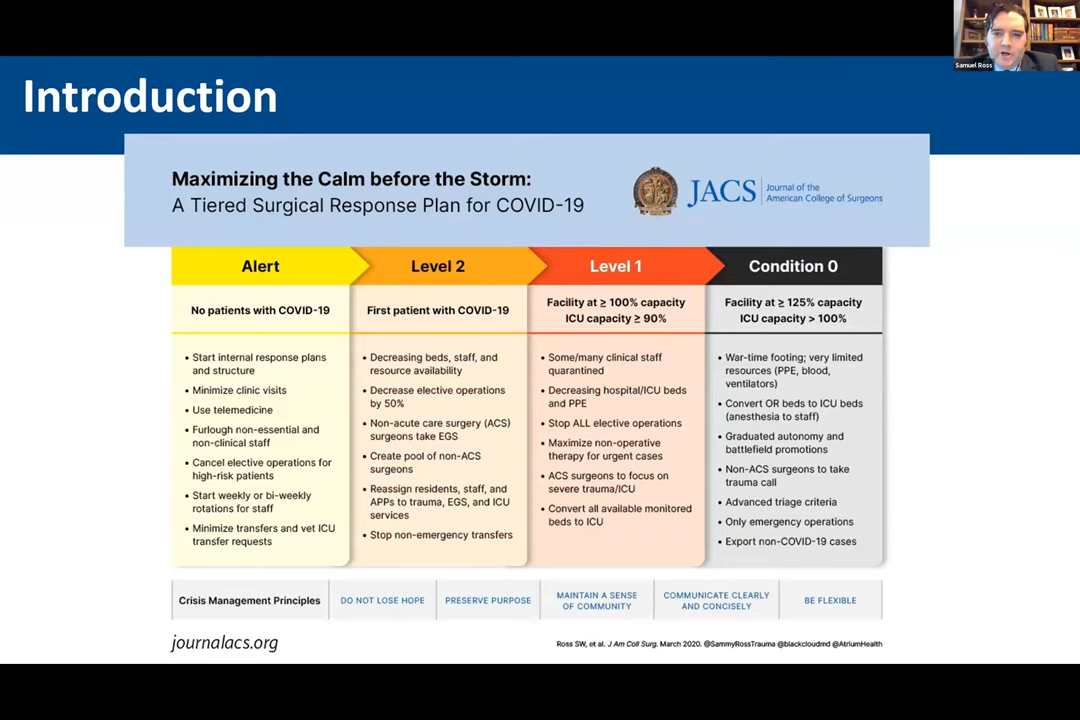 Samuel Ross
Introduction
Maximizing the Calm before the Storm:
A Tiered Surgical Response Plan for COVID-19
JACS
Journal of the
American College of Surgeons
Alert
No patients with COVID-19
• Start internal response plans
and structure
• Minimize clinic visits
• Use telemedicine
• Furlough non-essential and
non-clinical staff
• Cancel elective operations for
high-risk patients
• Start weekly or bi-weekly
rotations for staff
• Minimize transfers and vet ICU
transfer requests
Level 2
First patient with COVID-19
• Decreasing beds, staff, and
resource availability
• Decrease elective operations
by 50%
• Non-acute care surgery (ACS)
surgeons take EGS
• Create pool of non-ACS
surgeons
• Reassign residents, staff, and
APPs to trauma, EGS, and ICU
services
• Stop non-emergency transfers
Level 1
Facility at ≥ 100% capacity
ICU capacity ≥ 90%
• Some/many clinical staff
quarantined
• Decreasing hospital/ICU beds
and PPE
• Stop ALL elective operations
• Maximize non-operative
therapy for urgent cases
• ACS surgeons to focus on
severe trauma/ICU
• Convert all available monitored
beds to ICU
Condition 0
Facility at ≥ 125% capacity
ICU capacity > 100%
• War-time footing; very limited
resources (PPE, blood,
ventilators)
• Convert OR beds to ICU beds
(anesthesia to staff)
• Graduated autonomy and
battlefield promotions
• Non-ACS surgeons to take
trauma call
• Advanced triage criteria
• Only emergency operations
• Export non-COVID-19 cases
Crisis Management Principles
DO NOT LOSE HOPE
PRESERVE PURPOSE
MAINTAIN A SENSE
OF COMMUNITY
COMMUNICATE CLEARLY
AND CONCISELY
BE FLEXIBLE
journalacs.org
Ross SW, et al. J Am Coll Surg. March 2020. @SammyRossTrauma @blackcloudmd @AtriumHealth